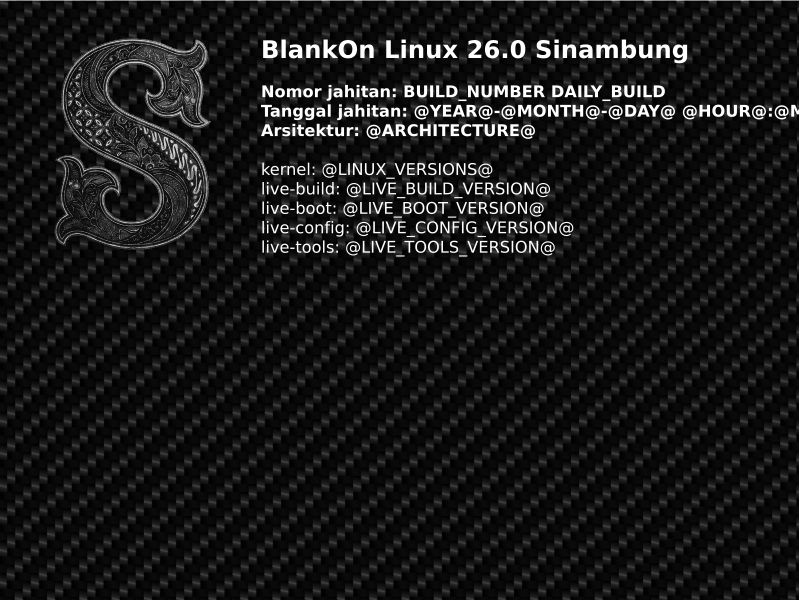 BlankOn Linux 26.0 Sinambung
Nomor jahitan: BUILD_NUMBER DAILY_BUILD
Tanggal jahitan: @YEAR@-@MONTH@-@DAY@ @HOUR@:@M
Arsitektur: @ARCHITECTURE@
kernel: @LINUX_VERSIONS@
live-build: @LIVE_BUILD_VERSION@
live-boot: @LIVE_BOOT_VERSION@
live-config: @LIVE_CONFIG_VERSION@
live-tools: @LIVE_TOOLS_VERSION@